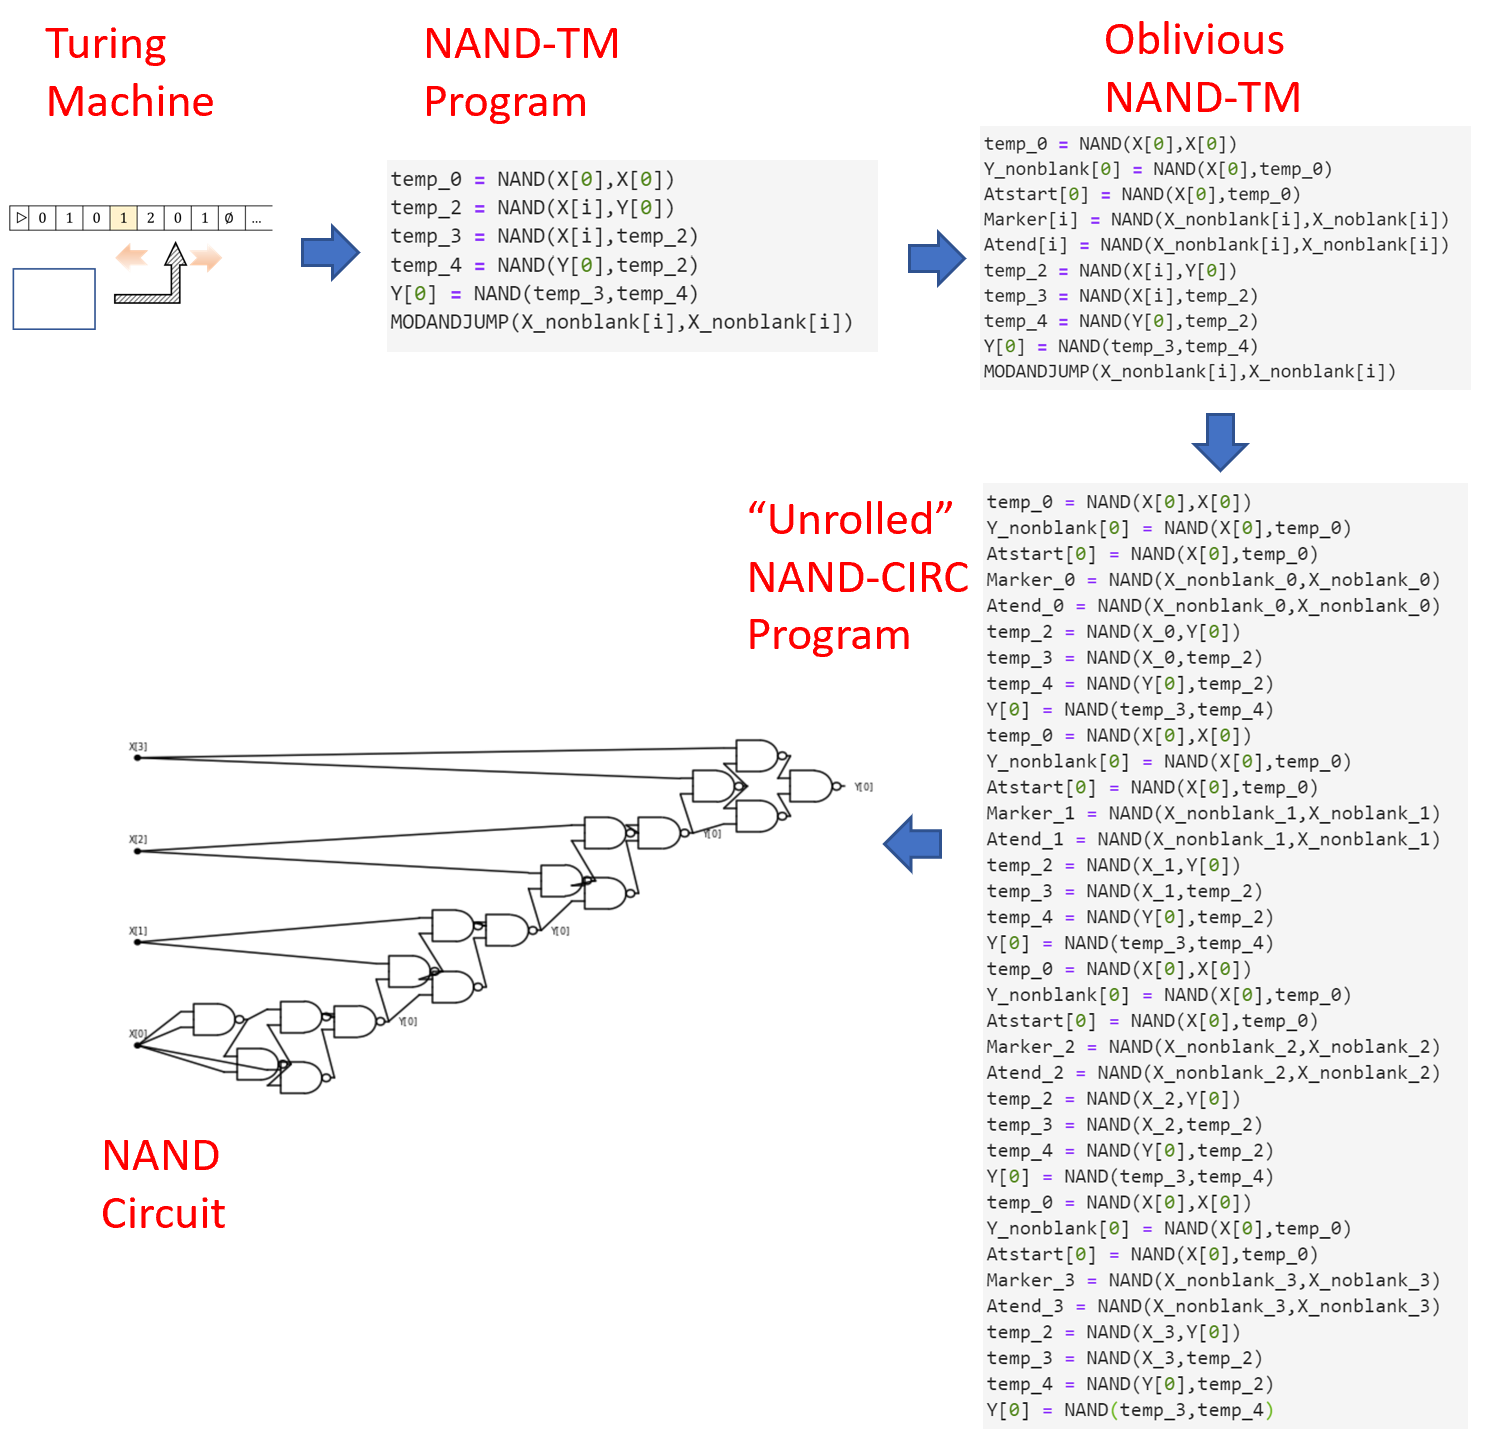 Turing
Machine
▷ 0 1 0 1 2 0 1 ∅ ...
NAND-TM
Program
temp_0 = NAND(X[0],X[0])
temp_2 = NAND(X[i],Y[0])
temp_3 = NAND(X[i],temp_2)
temp_4 = NAND(Y[0],temp_2)
Y[0] = NAND(temp_3,temp_4)
MODANDJUMP(X_nonblank[i],X_nonblank[i])
Oblivious
NAND-TM
temp_0 = NAND(X[0],X[0])
Y_nonblank[0] = NAND(X[0],temp_0)
Atstart[0] = NAND(X[0],temp_0)
Marker[i] = NAND(X_nonblank[i],X_noblank[i])
Atend[i] = NAND(X_nonblank[i],X_nonblank[i])
temp_2 = NAND(X[i],Y[0])
temp_3 = NAND(X[i],temp_2)
temp_4 = NAND(Y[0],temp_2)
Y[0] = NAND(temp_3,temp_4)
MODANDJUMP(X_nonblank[i],X_nonblank[i])
“Unrolled”
NAND-CIRC
Program
temp_0 = NAND(X[0],X[0])
Y_nonblank[0] = NAND(X[0],temp_0)
Atstart[0] = NAND(X[0],temp_0)
Marker_0 = NAND(X_nonblank_0,X_noblank_0)
Atend_0 = NAND(X_nonblank_0,X_nonblank_0)
temp_2 = NAND(X_0,Y[0])
temp_3 = NAND(X_0,temp_2)
temp_4 = NAND(Y[0],temp_2)
Y[0] = NAND(temp_3,temp_4)
temp_0 = NAND(X[0],X[0])
Y_nonblank[0] = NAND(X[0],temp_0)
Atstart[0] = NAND(X[0],temp_0)
Marker_1 = NAND(X_nonblank_1,X_noblank_1)
Atend_1 = NAND(X_nonblank_1,X_nonblank_1)
temp_2 = NAND(X_1,Y[0])
temp_3 = NAND(X_1,temp_2)
temp_4 = NAND(Y[0],temp_2)
Y[0] = NAND(temp_3,temp_4)
temp_0 = NAND(X[0],X[0])
Y_nonblank[0] = NAND(X[0],temp_0)
Atstart[0] = NAND(X[0],temp_0)
Marker_2 = NAND(X_nonblank_2,X_noblank_2)
Atend_2 = NAND(X_nonblank_2,X_nonblank_2)
temp_2 = NAND(X_2,Y[0])
temp_3 = NAND(X_2,temp_2)
temp_4 = NAND(Y[0],temp_2)
Y[0] = NAND(temp_3,temp_4)
temp_0 = NAND(X[0],X[0])
Y_nonblank[0] = NAND(X[0],temp_0)
Atstart[0] = NAND(X[0],temp_0)
Marker_3 = NAND(X_nonblank_3,X_noblank_3)
Atend_3 = NAND(X_nonblank_3,X_nonblank_3)
temp_2 = NAND(X_3,Y[0])
temp_3 = NAND(X_3,temp_2)
temp_4 = NAND(Y[0],temp_2)
Y[0] = NAND(temp_3,temp_4)
X[3]
Y[0]
X[2]
Y[0]
X[1]
Y[0]
X[0]
Y[0]
NAND
Circuit